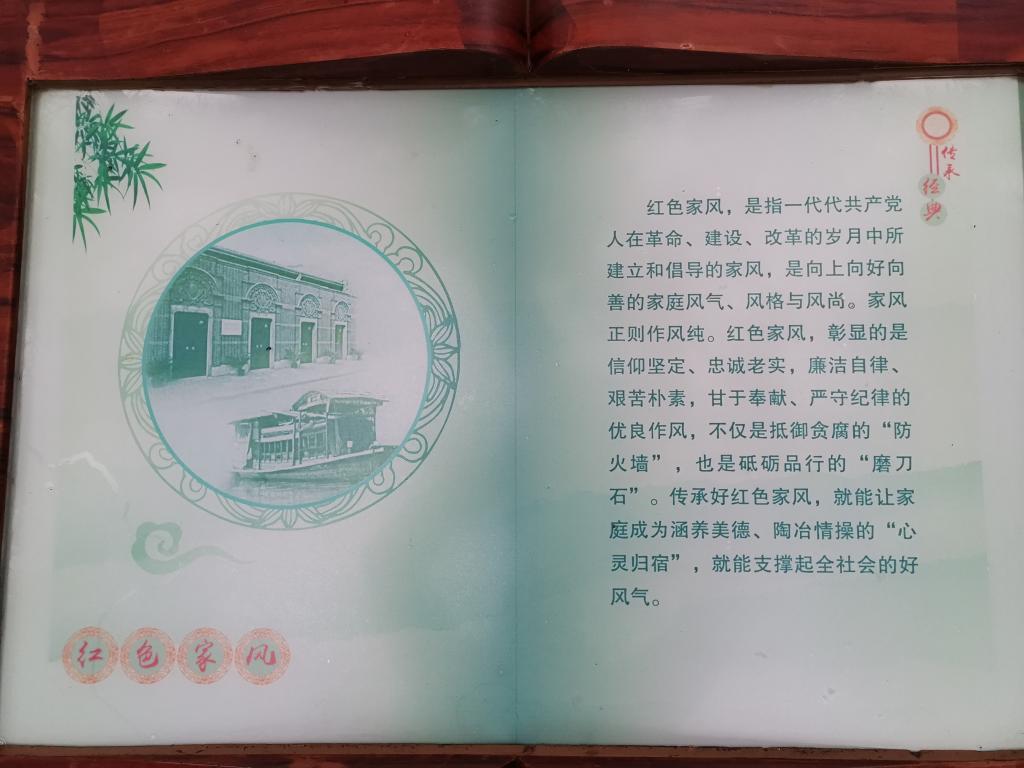 红色家风
传承
经典
红色家风，是指一代代共产党
人在革命、建设、改革的岁月中所
建立和倡导的家风，是向上向好向
善的家庭风气、风格与风尚。家风
正则作风纯。红色家风，彰显的是
信仰坚定、忠诚老实，廉洁自律、
艰苦朴素，甘于奉献、严守纪律的
优良作风，不仅是抵御贪腐的“防
火墙”，也是砥砺品行的“磨刀
石”。传承好红色家风，就能让家
庭成为涵养美德、陶冶情操的“心
灵归宿”，就能支撑起全社会的好
风气。